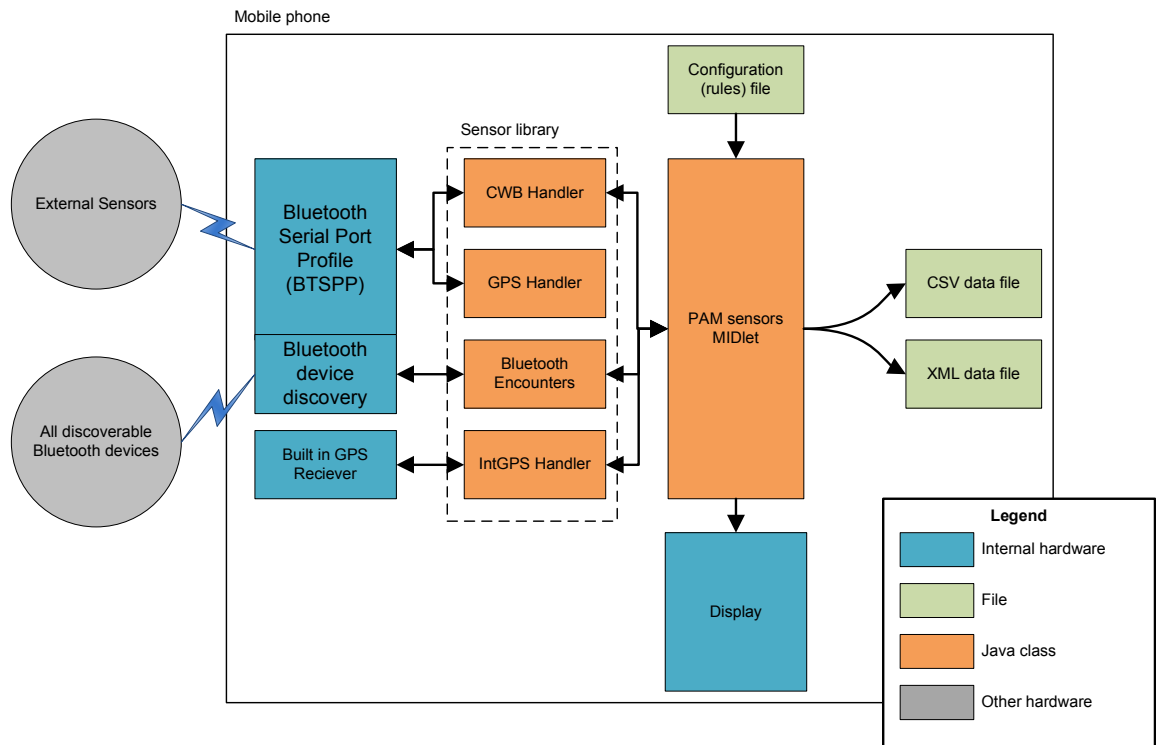 Mobile phone
Configuration
(rules) file
Sensor library
External Sensors
Bluetooth
Serial Port
Profile
(BTSPP)
CWB Handler
GPS Handler
PAM sensors
MIDlet
CSV data file
XML data file
Bluetooth
device
discovery
Bluetooth
Encounters
All discoverable
Bluetooth devices
Built in GPS
Reciever
IntGPS Handler
Display
Legend
Internal hardware
File
Java class
Other hardware